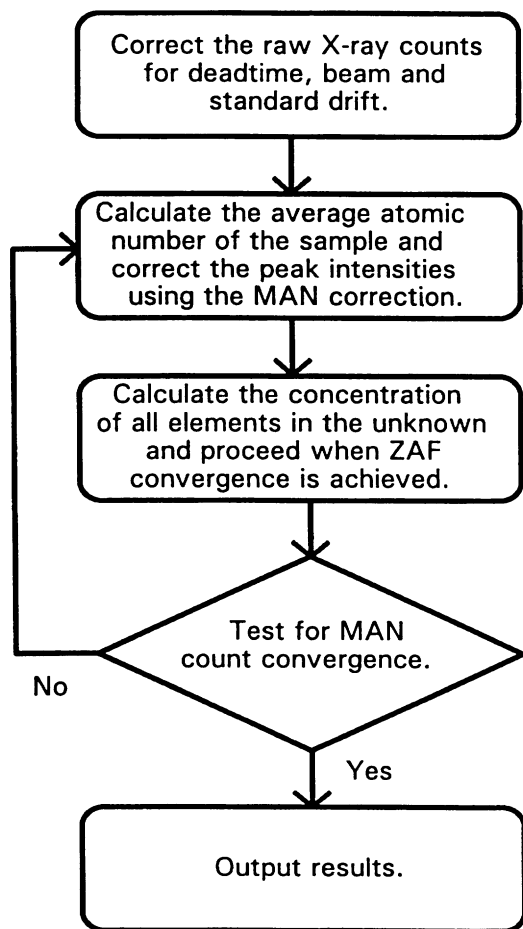 Correct the raw X-ray counts
for deadtime, beam and
standard drift.
Calculate the average atomic
number of the sample and
correct the peak intensities
using the MAN correction.
Calculate the concentration
of all elements in the unknown
and proceed when ZAF
convergence is achieved.
Test for MAN
count convergence.
No
Yes
Output results.